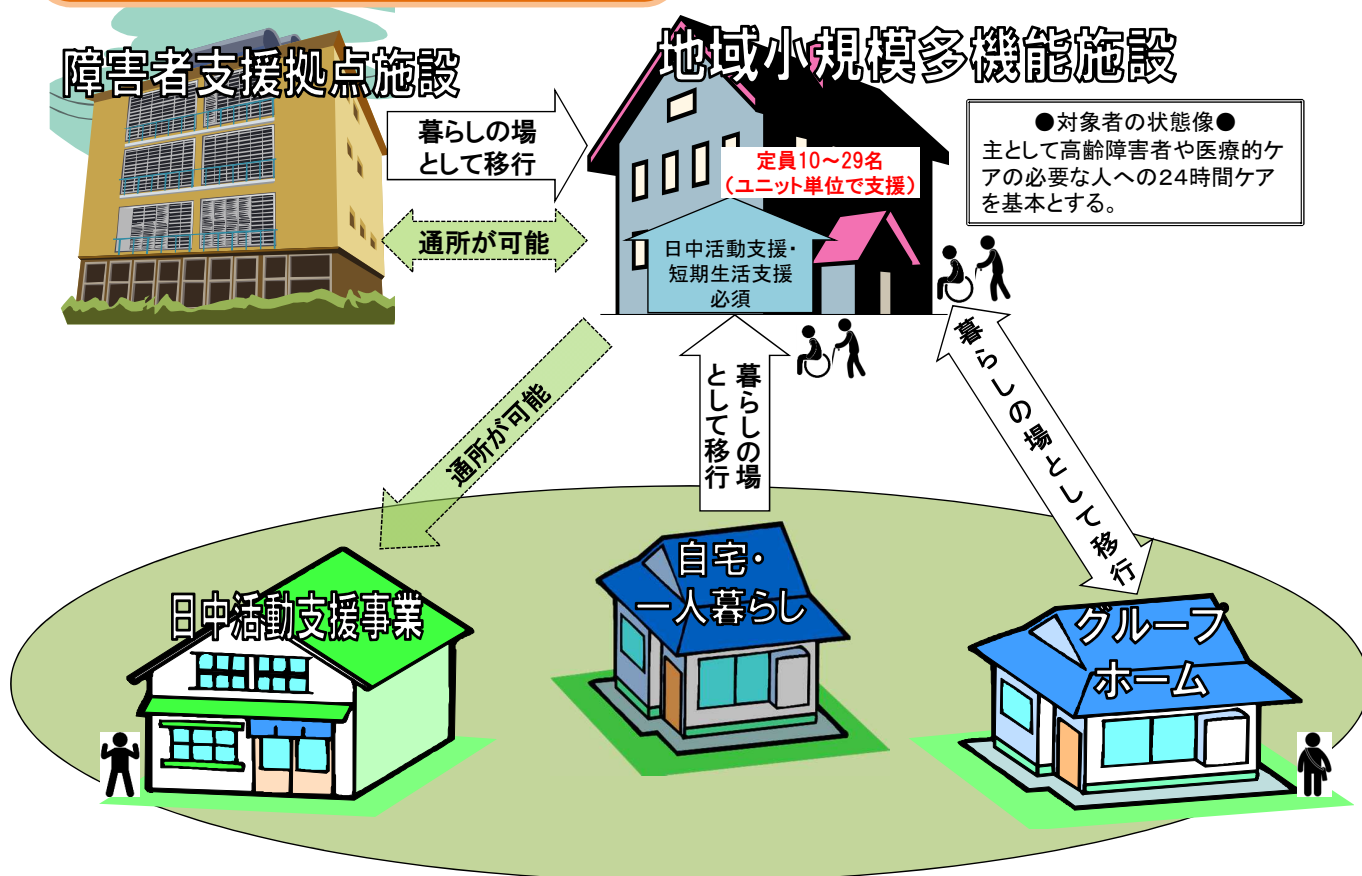 障害者支援拠点施設
地域小規模多機能施設
暮らしの場
として移行
通所が可能
定員10～29名
（ユニット単位で支援）
日中活動支援・
短期生活支援
必須
●対象者の状態像●
主として高齢障害者や医療的ケ
アの必要な人への２４時間ケア
を基本とする。
通所が可能
暮らしの場
として移行
暮らしの場として移行
日中活動支援事業
自宅・
一人暮らし
グループ
ホーム